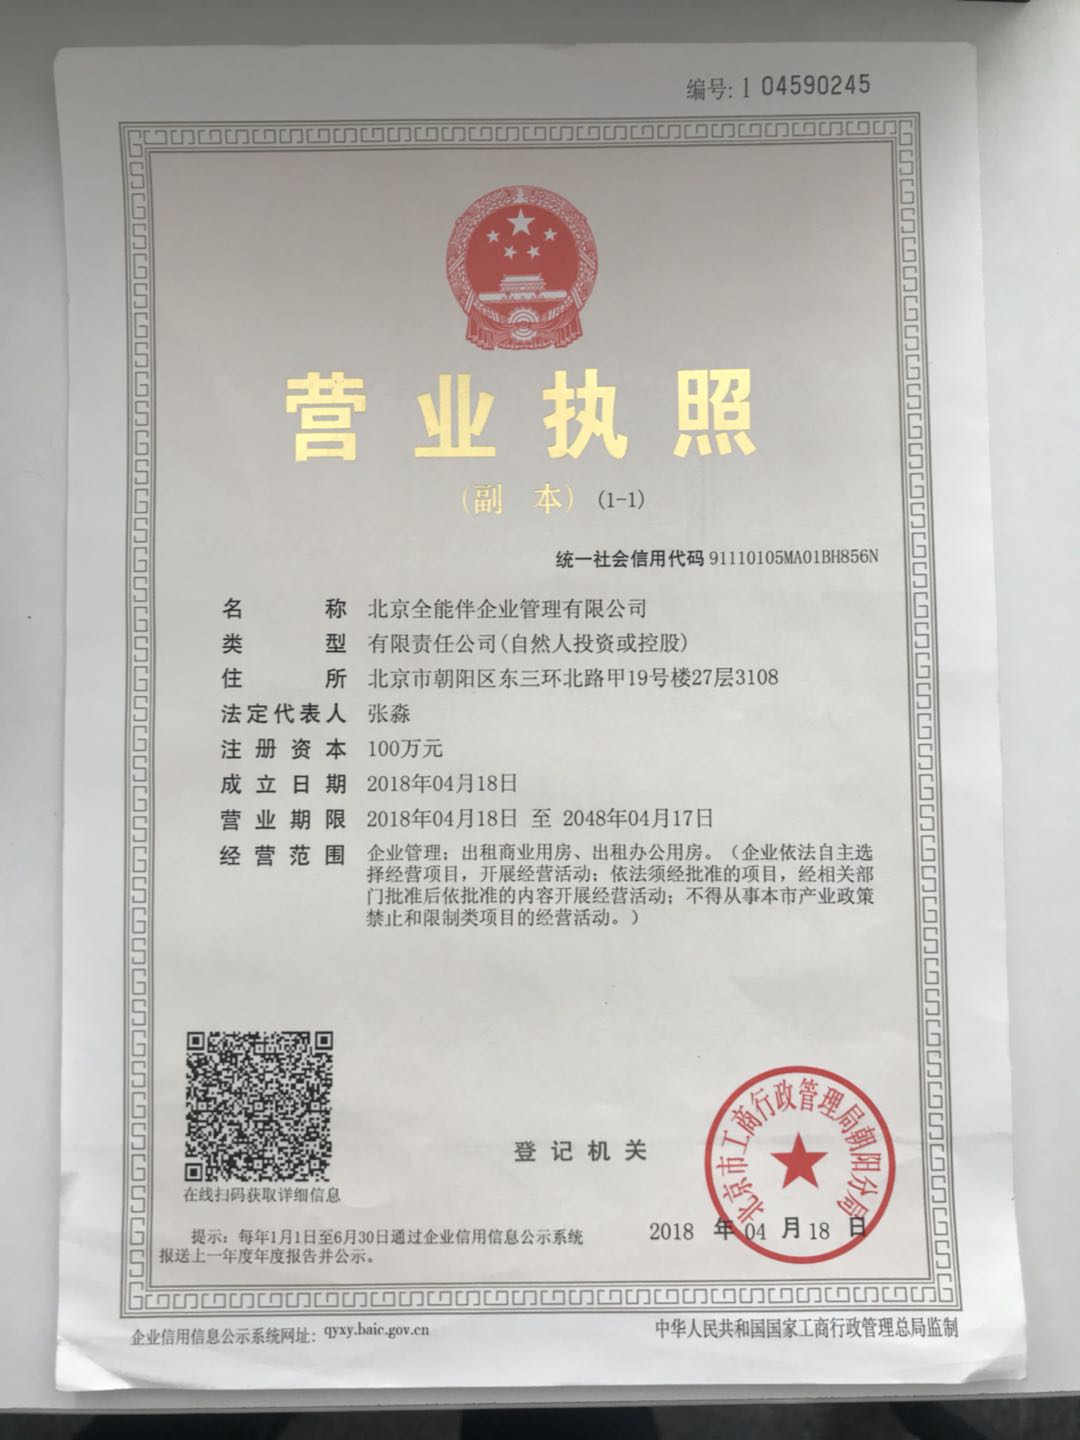 编号: 1 04590245
营业执照
(副 本) (1-1)
统一社会信用代码 91110105MA01BH856N
名 称 北京全能伴企业管理有限公司
类 型 有限责任公司(自然人投资或控股)
住 所 北京市朝阳区东三环北路甲19号楼27层3108
法定代表人 张淼
注册资本 100万元
成立日期 2018年04月18日
营业期限 2018年04月18日 至 2048年04月17日
经营范围 企业管理；出租商业用房、出租办公用房。（企业依法自主选
择经营项目，开展经营活动；依法须经批准的项目，经相关部
门批准后依批准的内容开展经营活动；不得从事本市产业政策
禁止和限制类项目的经营活动。）
在线扫码获取详细信息
登记机关
北京市工商行政管理局朝阳分局
2018 年 04 月 18 日
提示：每年1月1日至6月30日通过企业信用信息公示系统
报送上一年度年度报告并公示。
企业信用信息公示系统网址： qyxy.baic.gov.cn
中华人民共和国国家工商行政管理总局监制